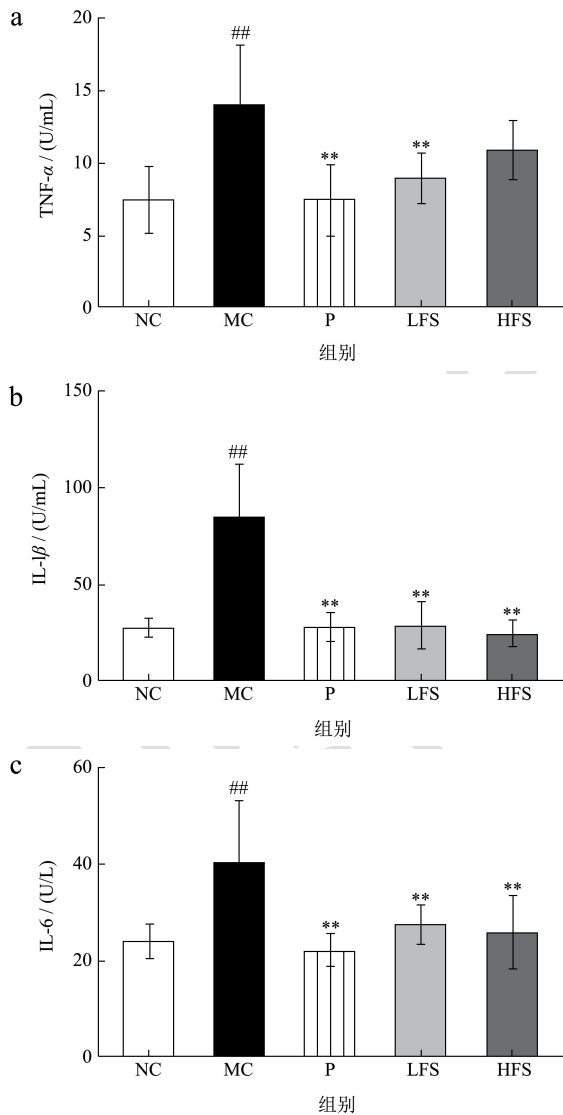 a
20
15
10
5
0
TNF-α / (U/mL)
##
**
**
NC MC P LFS HFS
组别
b
150
100
50
0
IL-1β / (U/mL)
##
**
**
**
NC MC P LFS HFS
组别
c
60
40
20
0
IL-6 / (U/L)
##
**
**
**
NC MC P LFS HFS
组别